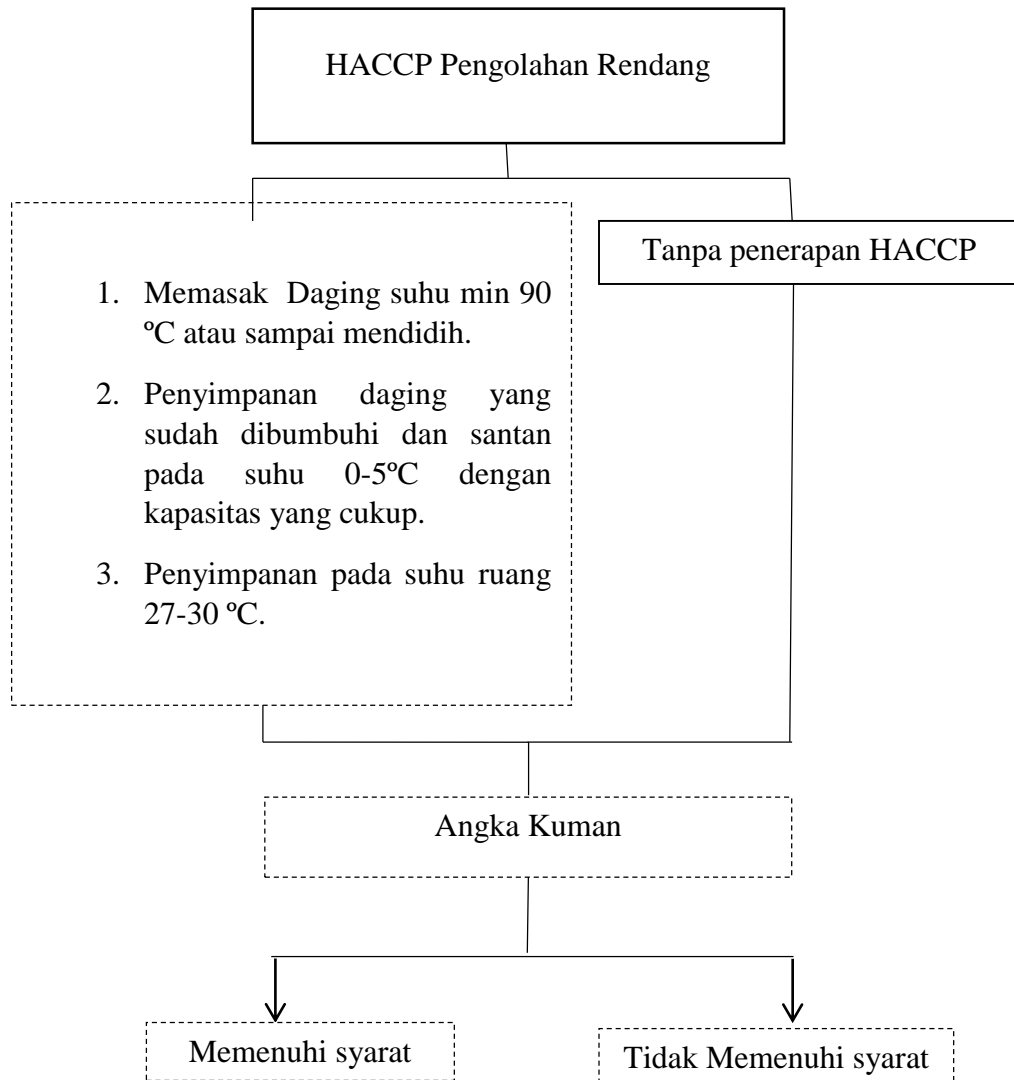 HACCP Pengolahan Rendang
Tanpa penerapan HACCP
1. Memasak Daging suhu min 90
ºC atau sampai mendidih.
2. Penyimpanan daging yang
sudah dibumbuhi dan santan
pada suhu 0-5ºC dengan
kapasitas yang cukup.
3. Penyimpanan pada suhu ruang
27-30 ºC.
Angka Kuman
Memenuhi syarat
Tidak Memenuhi syarat